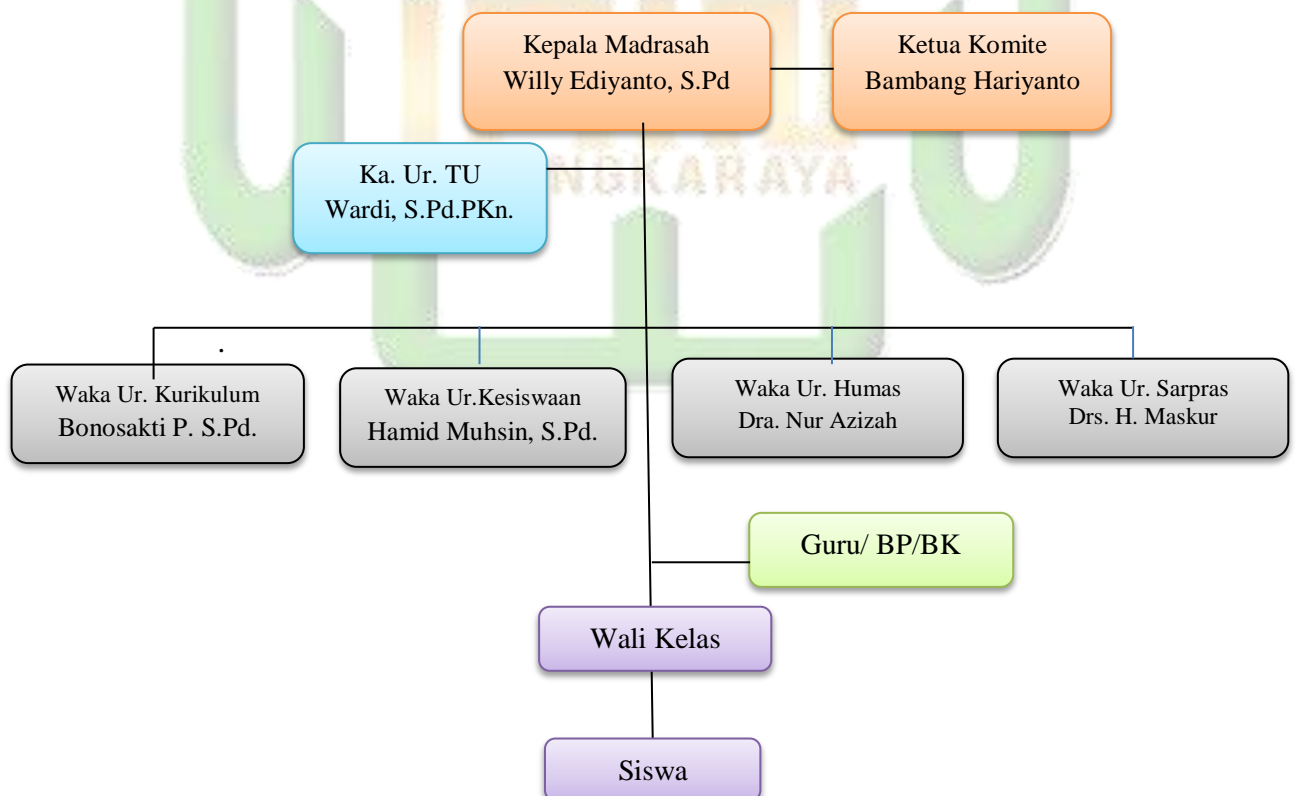 Kepala Madrasah
Willy Ediyanto, S.Pd
Ketua Komite
Bambang Hariyanto
NGKARAYA
Ka. Ur. TU
Wardi, S.Pd.PKn.
.
Waka Ur. Kurikulum
Bonosakti P. S.Pd.
Waka Ur.Kesiswaan
Hamid Muhsin, S.Pd.
Waka Ur. Humas
Dra. Nur Azizah
Waka Ur. Sarpras
Drs. H. Maskur
Guru/ BP/BK
Wali Kelas
Siswa